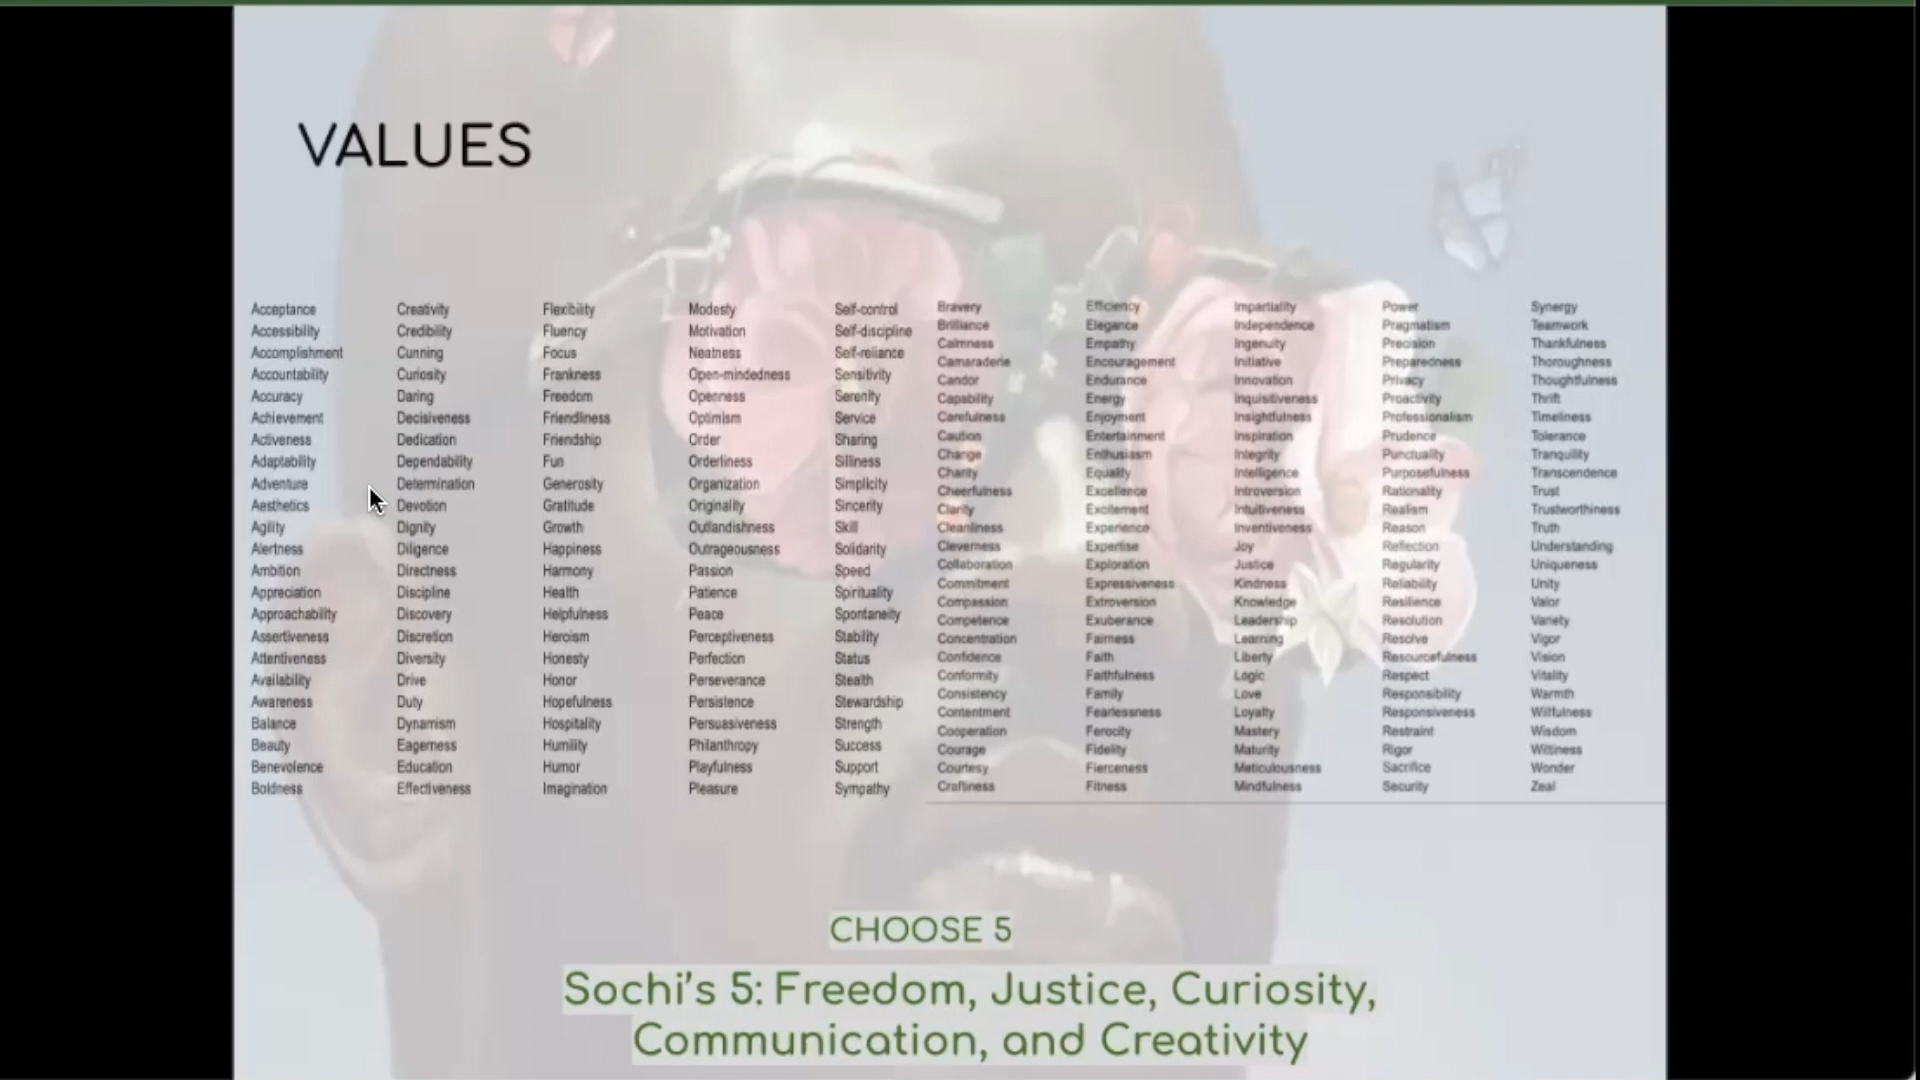 VALUES
Acceptance Creativity Flexibility Modesty Self-control Bravery Efficiency Impartiality Power Synergy
Accessibility Credibility Fluency Motivation Self-discipline Brilliance Elegance Independence Pragmatism Teamwork
Accomplishment Cunning Focus Neatness Self-reliance Calmness Empathy Ingenuity Precision Thankfulness
Accountability Curiosity Frankness Open-mindedness Sensitivity Camaraderie Encouragement Initiative Preparedness Thoroughness
Accuracy Daring Freedom Openness Serenity Candor Endurance Innovation Privacy Thoughtfulness
Achievement Decisiveness Friendliness Optimism Service Capability Energy Inquisitiveness Proactivity Thrift
Activeness Dedication Friendship Order Sharing Carefulness Enjoyment Insightfulness Professionalism Timeliness
Adaptability Dependability Fun Orderliness Silliness Caution Entertainment Inspiration Prudence Tolerance
Adventure Determination Generosity Organization Simplicity Change Enthusiasm Integrity Punctuality Tranquility
Aesthetics Devotion Gratitude Originality Sincerity Charity Equality Intelligence Purposefulness Transcendence
Agility Dignity Growth Outlandishness Skill Cheerfulness Excellence Introversion Rationality Trust
Alertness Diligence Happiness Outrageousness Solidarity Clarity Excitement Intuitiveness Realism Trustworthiness
Ambition Directness Harmony Passion Speed Cleanliness Experience Inventiveness Reason Truth
Appreciation Discipline Health Patience Spirituality Cleverness Expertise Joy Reflection Understanding
Approachability Discovery Helpfulness Peace Spontaneity Collaboration Exploration Justice Regularity Uniqueness
Assertiveness Discretion Heroism Perceptiveness Stability Commitment Expressiveness Kindness Reliability Unity
Attentiveness Diversity Honesty Perfection Status Compassion Extroversion Knowledge Resilience Valor
Availability Drive Honor Perseverance Stealth Competence Exuberance Leadership Resolution Variety
Awareness Duty Hopefulness Persistence Stewardship Concentration Fairness Learning Resolve Vigor
Balance Dynamism Hospitality Persuasiveness Strength Confidence Faith Liberty Resourcefulness Vision
Beauty Eagerness Humility Philanthropy Success Conformity Faithfulness Logic Respect Vitality
Benevolence Education Humor Playfulness Support Consistency Family Love Responsibility Warmth
Boldness Effectiveness Imagination Pleasure Sympathy Contentment Fearlessness Loyalty Responsiveness Willfulness
Cooperation Ferocity Mastery Restraint Wisdom
Courage Fidelity Maturity Rigor Wittiness
Courtesy Fierceness Meticulousness Sacrifice Wonder
Craftiness Fitness Mindfulness Security Zeal
CHOOSE 5
Sochi's 5: Freedom, Justice, Curiosity,
Communication, and Creativity